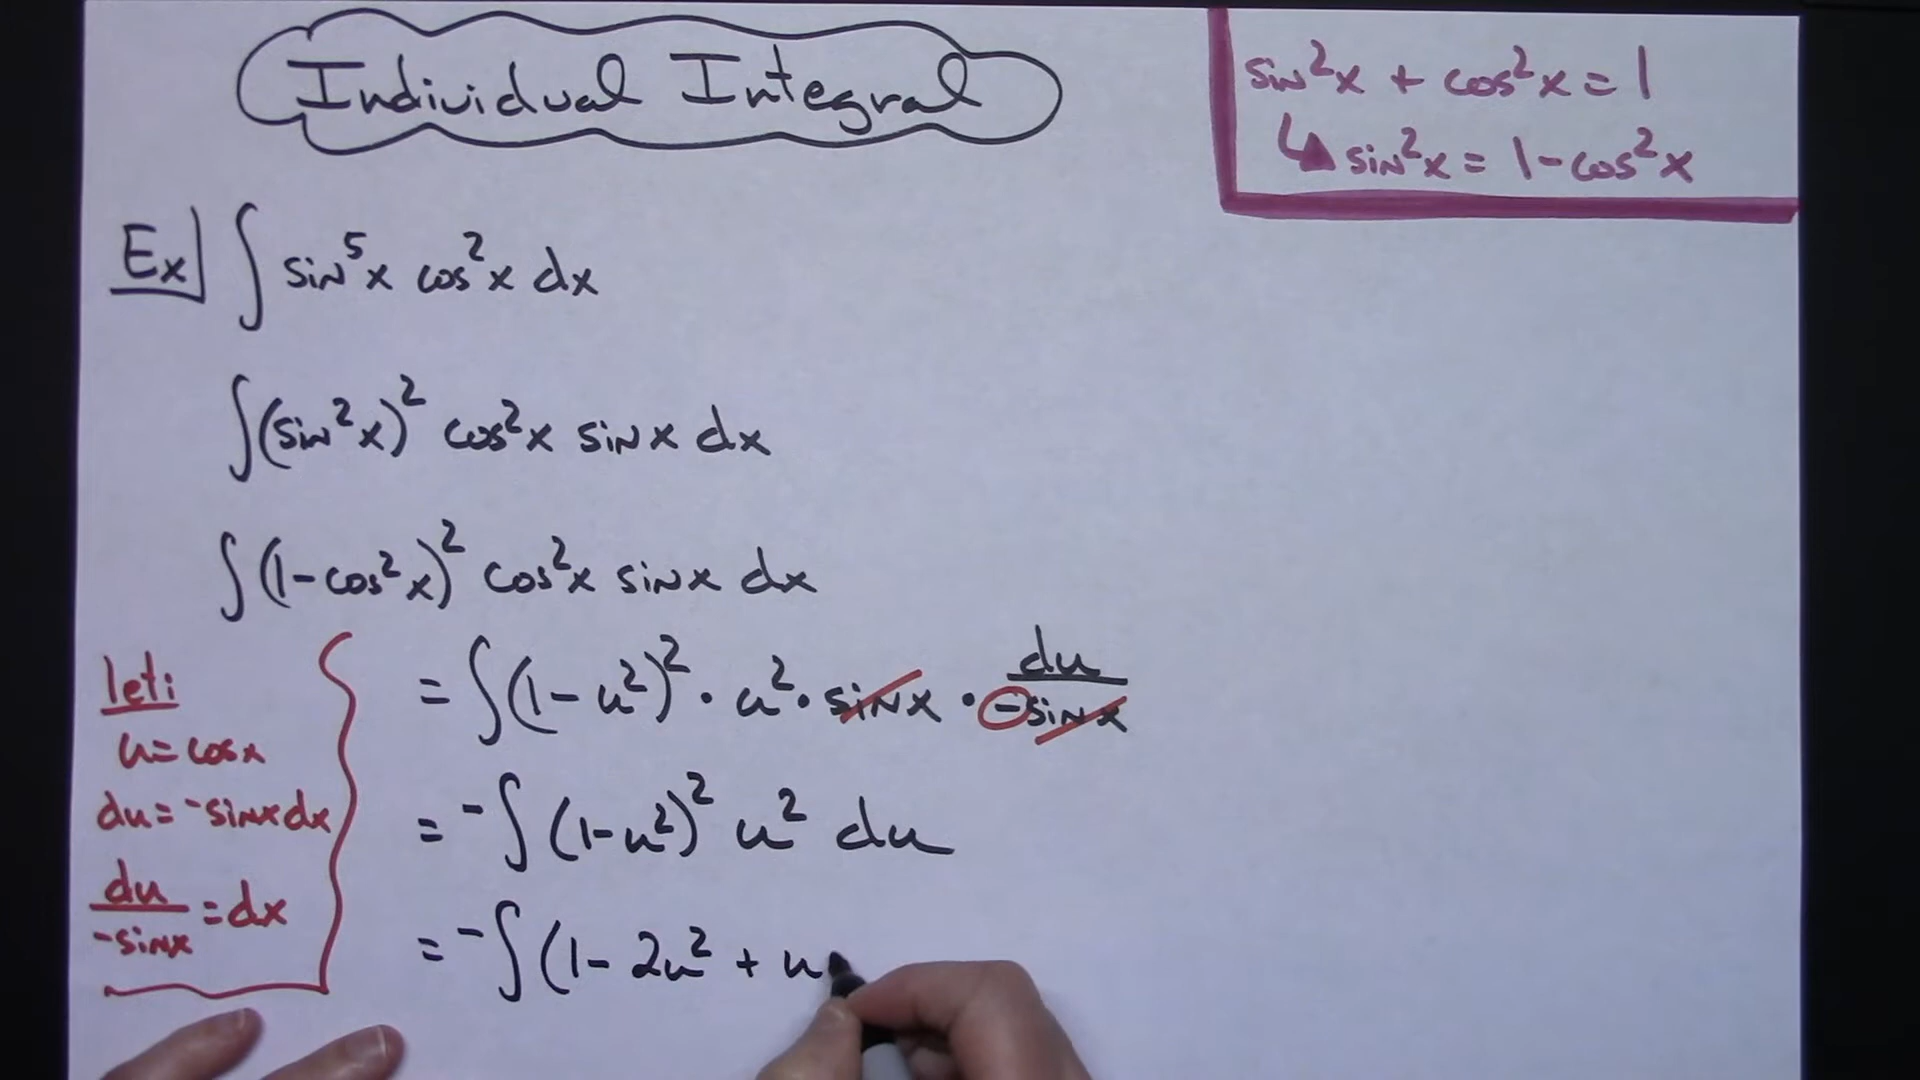 Individual Integral
sin²x + cos²x = 1
↳ sin²x = 1 - cos²x
Ex ∫ sin⁵x cos²x dx
∫(sin²x)² cos²x sinx dx
∫(1-cos²x)² cos²x sinx dx
let:
u = cosx
du = -sinx dx
du/-sinx = dx
= ∫(1-u²)² · u² · sinx · du/-sinx
= -∫(1-u²)² u² du
= -∫(1-2u² + u